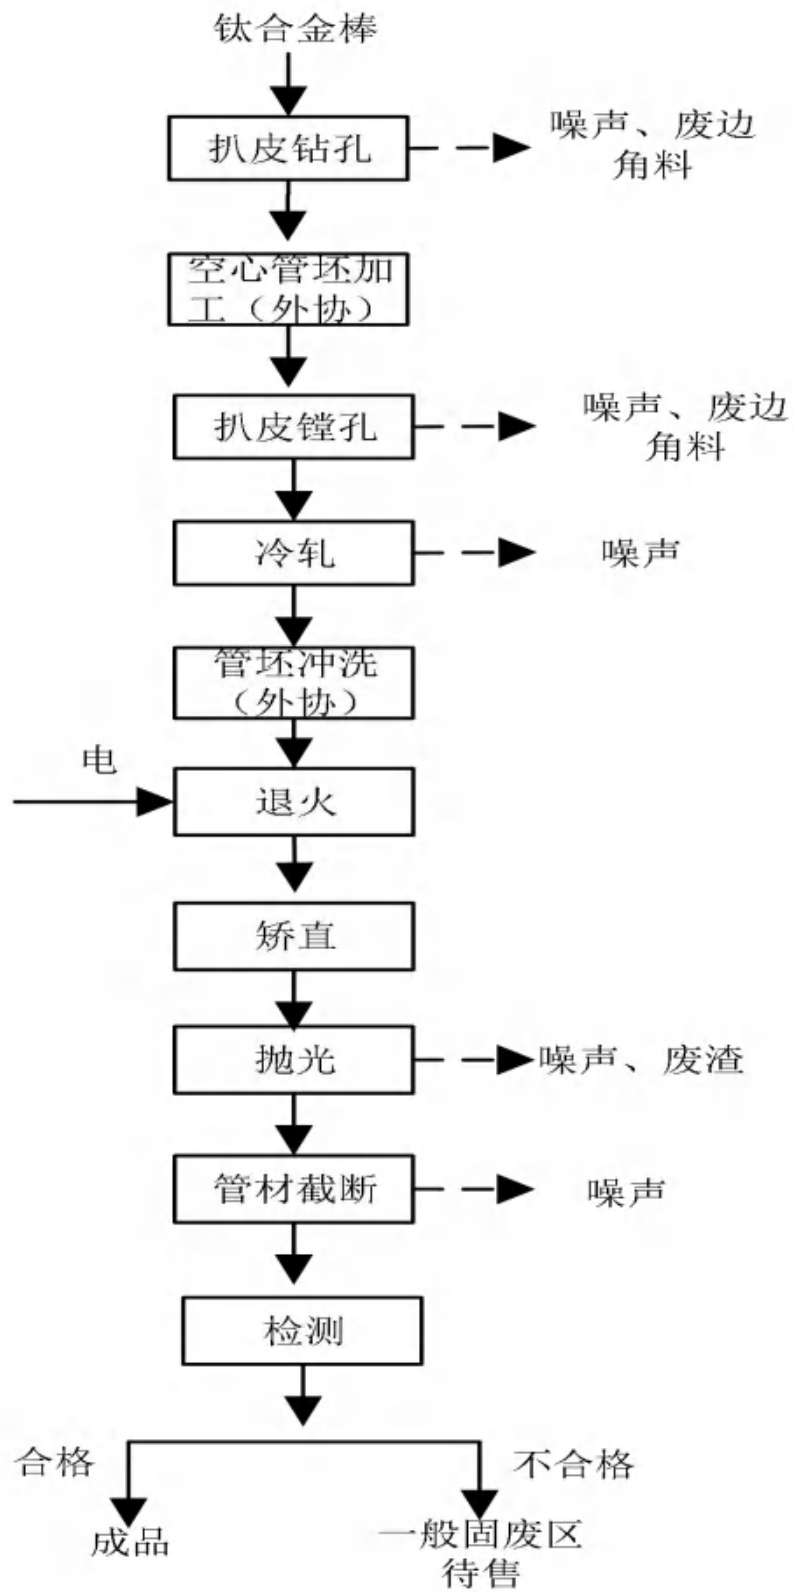 钛合金棒
扒皮钻孔
噪声、废边
角料
空心管坯加
工（外协）
扒皮镗孔
噪声、废边
角料
冷轧
噪声
管坯冲洗
（外协）
电
退火
矫直
抛光
噪声、废渣
管材截断
噪声
检测
合格
不合格
成品
一般固废区
待售